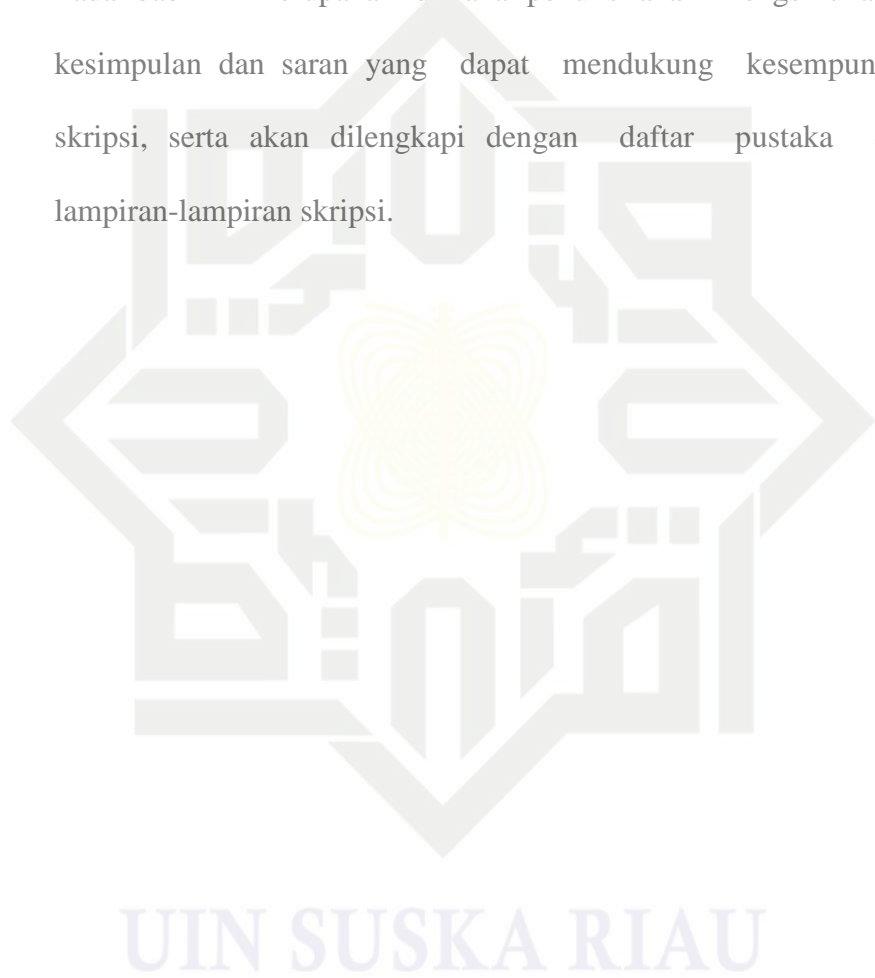 kesimpulan dan saran yang dapat mendukung
skripsi, serta akan dilengkapi dengan daftar pustaka
lampiran-lampiran skripsi.
UIN SUSKA RIAU